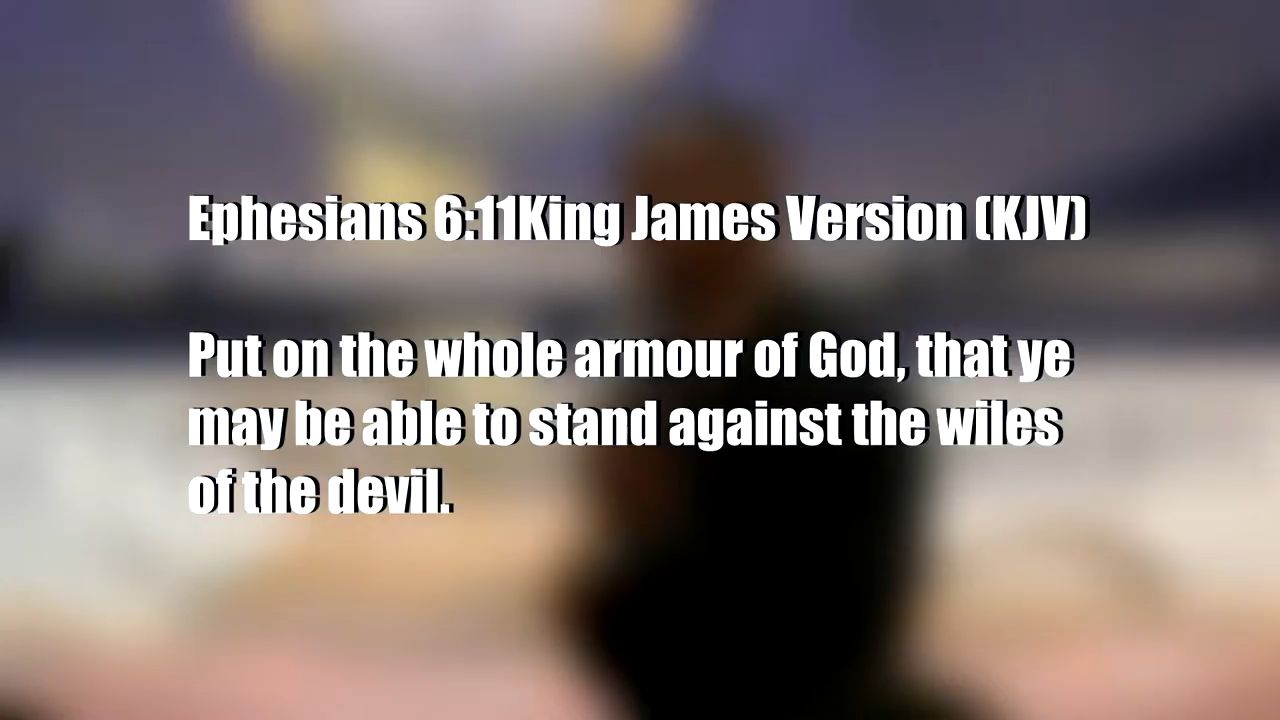 Ephesians 6:11King James Version (KJV)
Put on the whole armour of God, that ye
may be able to stand against the wiles
of the devil.